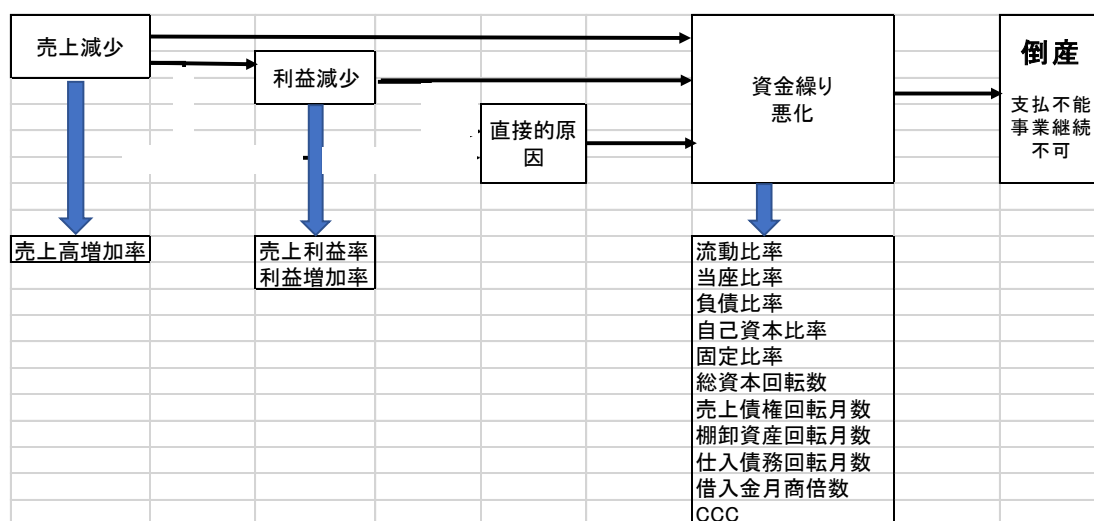 売上減少
利益減少
直接的原
因
資金繰り
悪化
倒産
支払不能
事業継続
不可
売上高増加率
売上利益率
利益増加率
流動比率
当座比率
負債比率
自己資本比率
固定比率
総資本回転数
売上債権回転月数
棚卸資産回転月数
仕入債務回転月数
借入金月商倍数
CCC